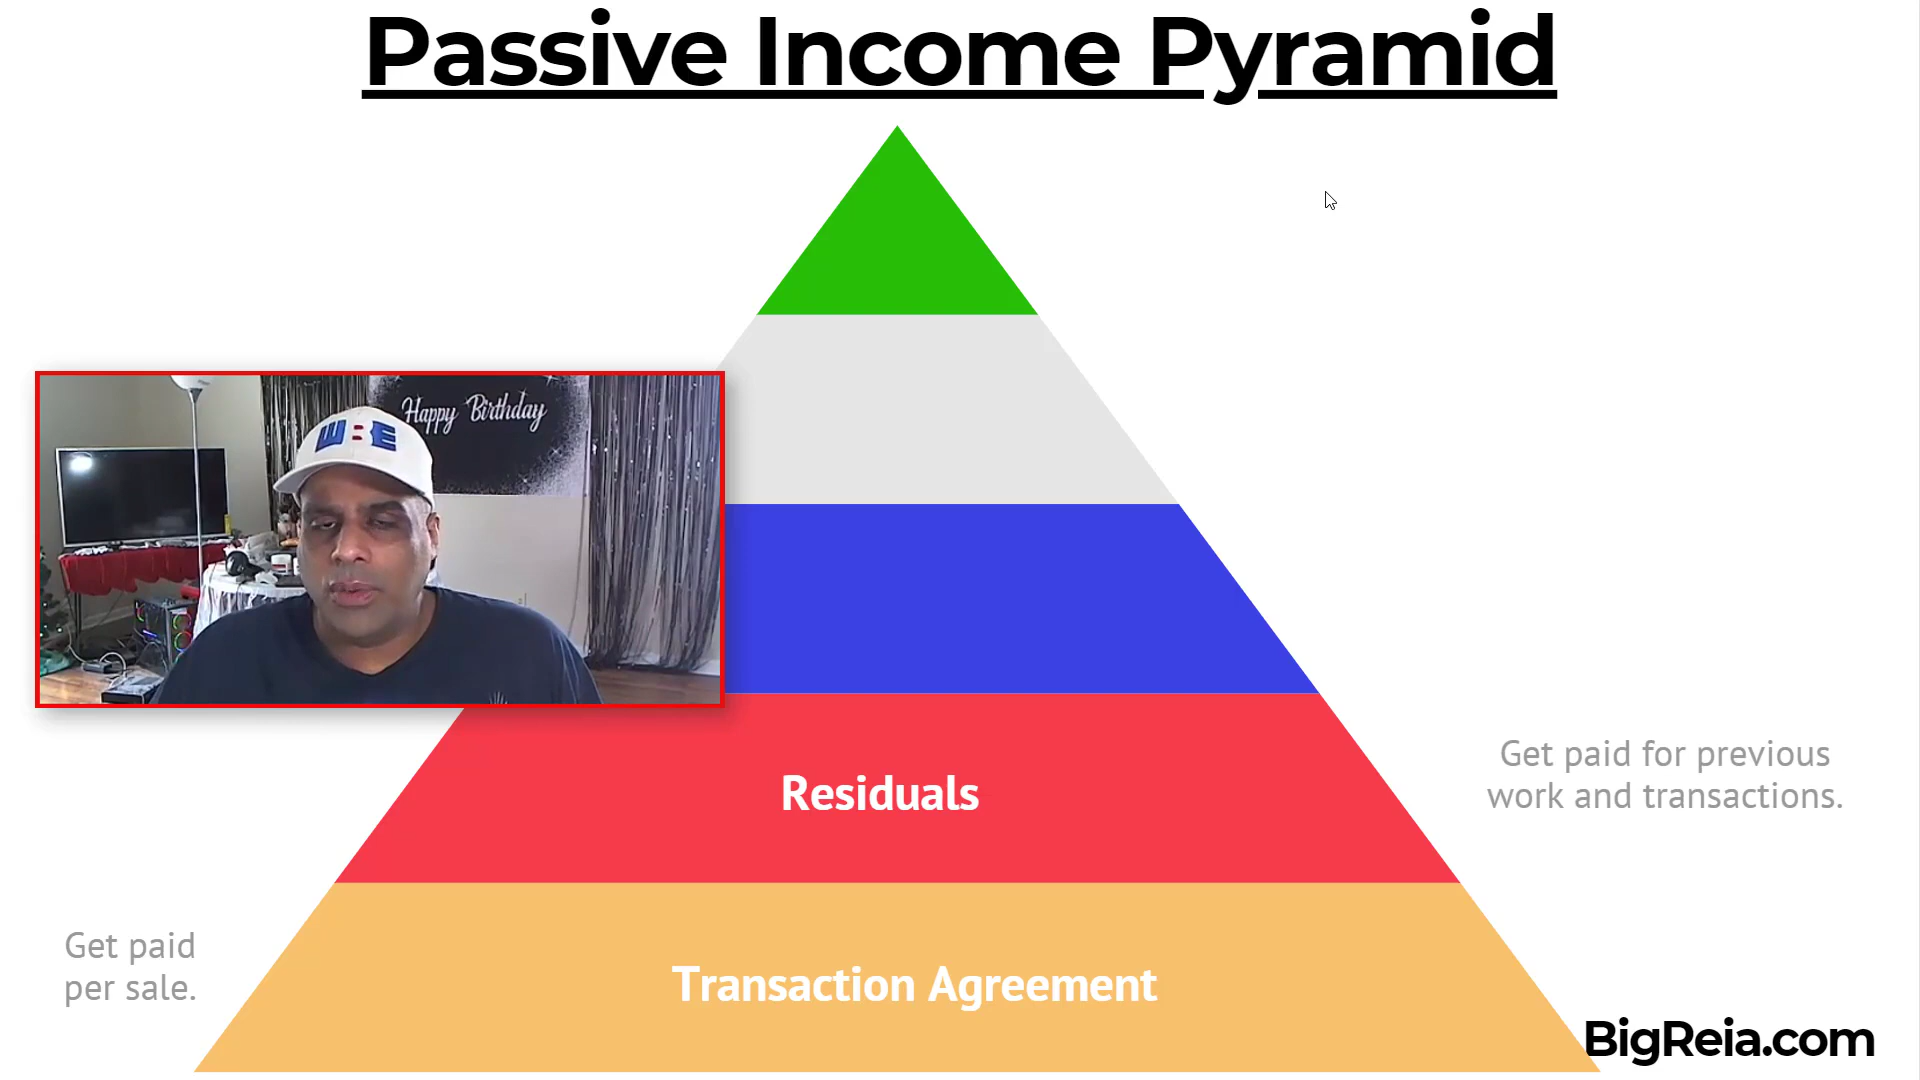 Passive Income Pyramid
Happy Birthday
WBE
Residuals
Get paid for previous
work and transactions.
Get paid
per sale.
Transaction Agreement
BigReia.com